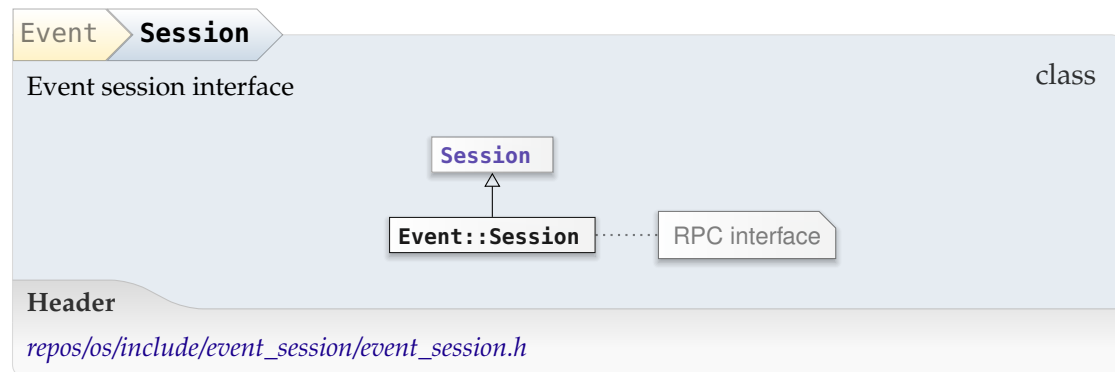 Event Session
class
Event session interface
Session
Event::Session RPC interface
Header
repos/os/include/event_session/event_session.h